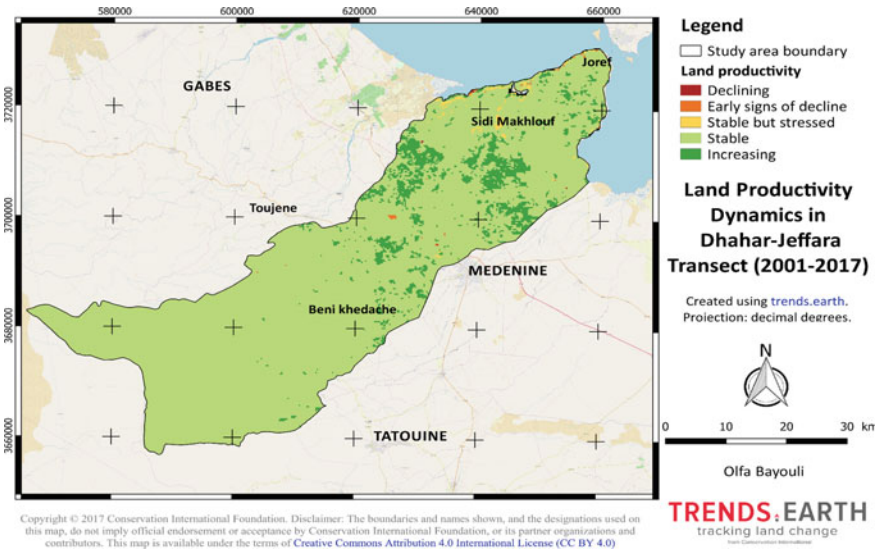 580000 600000 620000 640000 660000
3720000
3700000
3680000
3660000
GABES
Joref
Sidi Makhlouf
Toujene
MEDENINE
Beni khedache
TATOUINE
Legend
Study area boundary
Land productivity
Declining
Early signs of decline
Stable but stressed
Stable
Increasing
Land Productivity
Dynamics in
Dhahar-Jeffara
Transect (2001-2017)
Created using trends.earth.
Projection: decimal degrees.
N
0 10 20 30 km
Olfa Bayouli
TRENDS.EARTH
tracking land change
from Conservation International
Copyright © 2017 Conservation International Foundation. Disclaimer: The boundaries and names shown, and the designations used on
this map, do not imply official endorsement or acceptance by Conservation International Foundation, or its partner organizations and
contributors. This map is available under the terms of Creative Commons Attribution 4.0 International License (CC BY 4.0)